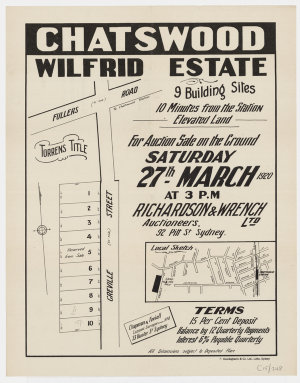 CHATSWOOD
WILFRID ESTATE
9 Building Sites
10 Minutes from the Station
Elevated Land
FULLERS
ROAD
TORRENS TITLE
For Auction Sale on the Ground
SATURDAY
27th MARCH 1920
AT 3 P.M
RICHARDSON & WRENCH LTD
Auctioneers,
92 Pitt St Sydney.
1
2
3
4
Reserved from Sale
5
6
7
8
9
10
GREVILLE
STREET
Local Sketch
TERMS
15 Per Cent Deposit
Balance by 12 Quarterly Payments
Interest 6% Payable Quarterly
All Dimensions subject to Deposited Plan